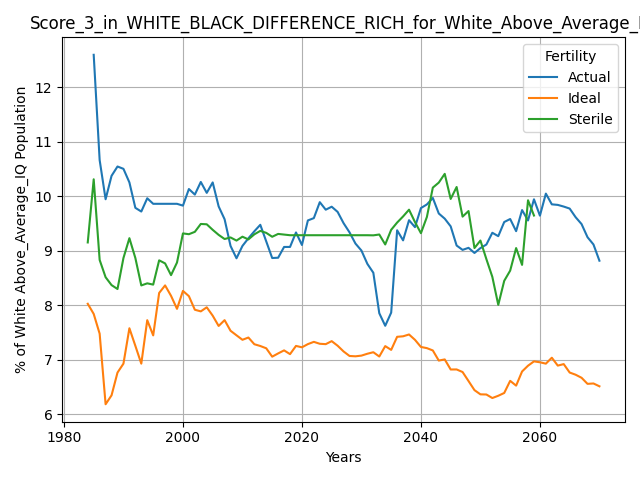 Score_3_in_WHITE_BLACK_DIFFERENCE_RICH_for_White_Above_Average_
% of White Above_Average_IQ Population
12
11
10
9
8
7
6
Fertility
Actual
Ideal
Sterile
1980
2000
2020
2040
2060
Years